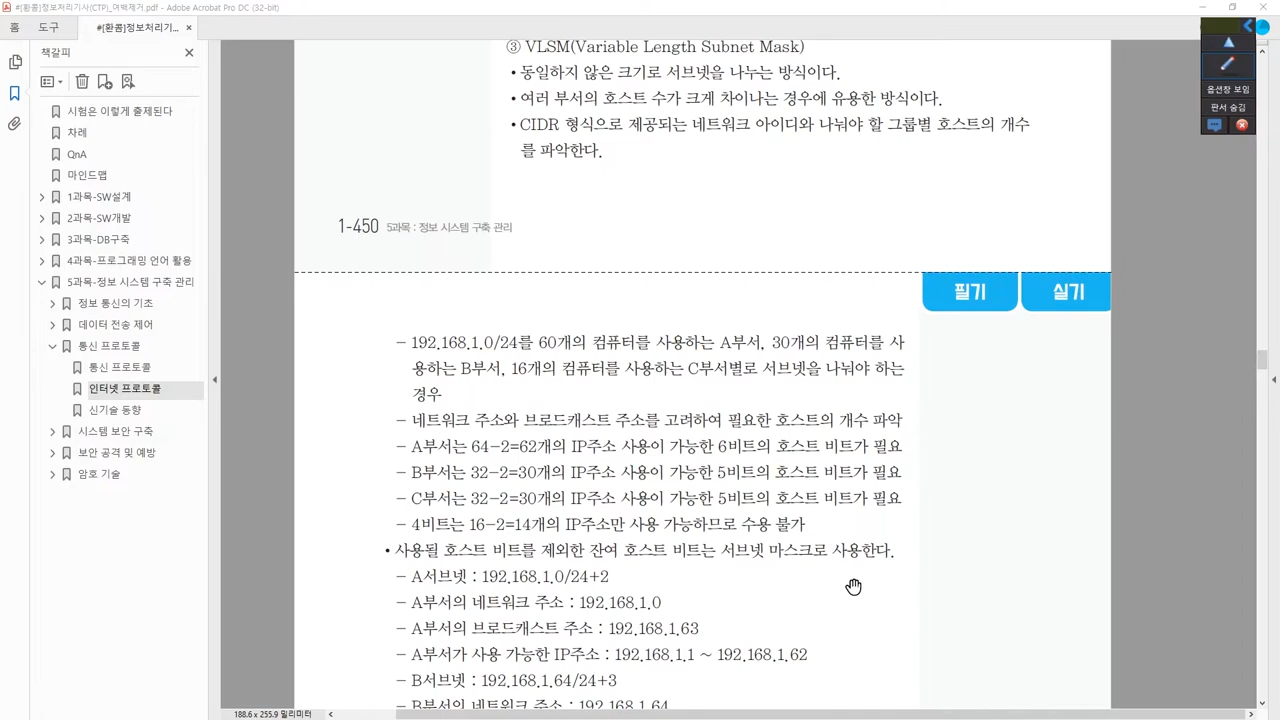 #[환콤]정보처리기사(CTP)_여백제거.pdf - Adobe Acrobat Pro DC (32-bit)
홈 도구 #[환콤]정보처리기... ×
책갈피
시험은 이렇게 출제된다
차례
QnA
마인드맵
1과목-SW설계
2과목-SW개발
3과목-DB구축
4과목-프로그래밍 언어 활용
5과목-정보 시스템 구축 관리
정보 통신의 기초
데이터 전송 제어
통신 프로토콜
통신 프로토콜
인터넷 프로토콜
신기술 동향
시스템 보안 구축
보안 공격 및 예방
암호 기술
③ VLSM(Variable Length Subnet Mask)
• 동일하지 않은 크기로 서브넷을 나누는 방식이다.
• 여러 부서의 호스트 수가 크게 차이나는 경우에 유용한 방식이다.
• CIDR 형식으로 제공되는 네트워크 아이디와 나눠야 할 그룹별 호스트의 개수
를 파악한다.
1-450 5과목 : 정보 시스템 구축 관리
필기 실기
– 192.168.1.0/24를 60개의 컴퓨터를 사용하는 A부서, 30개의 컴퓨터를 사
용하는 B부서, 16개의 컴퓨터를 사용하는 C부서별로 서브넷을 나눠야 하는
경우
– 네트워크 주소와 브로드캐스트 주소를 고려하여 필요한 호스트의 개수 파악
– A부서는 64-2=62개의 IP주소 사용이 가능한 6비트의 호스트 비트가 필요
– B부서는 32-2=30개의 IP주소 사용이 가능한 5비트의 호스트 비트가 필요
– C부서는 32-2=30개의 IP주소 사용이 가능한 5비트의 호스트 비트가 필요
– 4비트는 16-2=14개의 IP주소만 사용 가능하므로 수용 불가
• 사용될 호스트 비트를 제외한 잔여 호스트 비트는 서브넷 마스크로 사용한다.
– A서브넷 : 192.168.1.0/24+2
– A부서의 네트워크 주소 : 192.168.1.0
– A부서의 브로드캐스트 주소 : 192.168.1.63
– A부서가 사용 가능한 IP주소 : 192.168.1.1 ~ 192.168.1.62
– B서브넷 : 192.168.1.64/24+3
– B부서의 네트워크 주소 : 192.168.1.64
옵션창 보임
판서 숨김
188.6 x 255.9 밀리미터